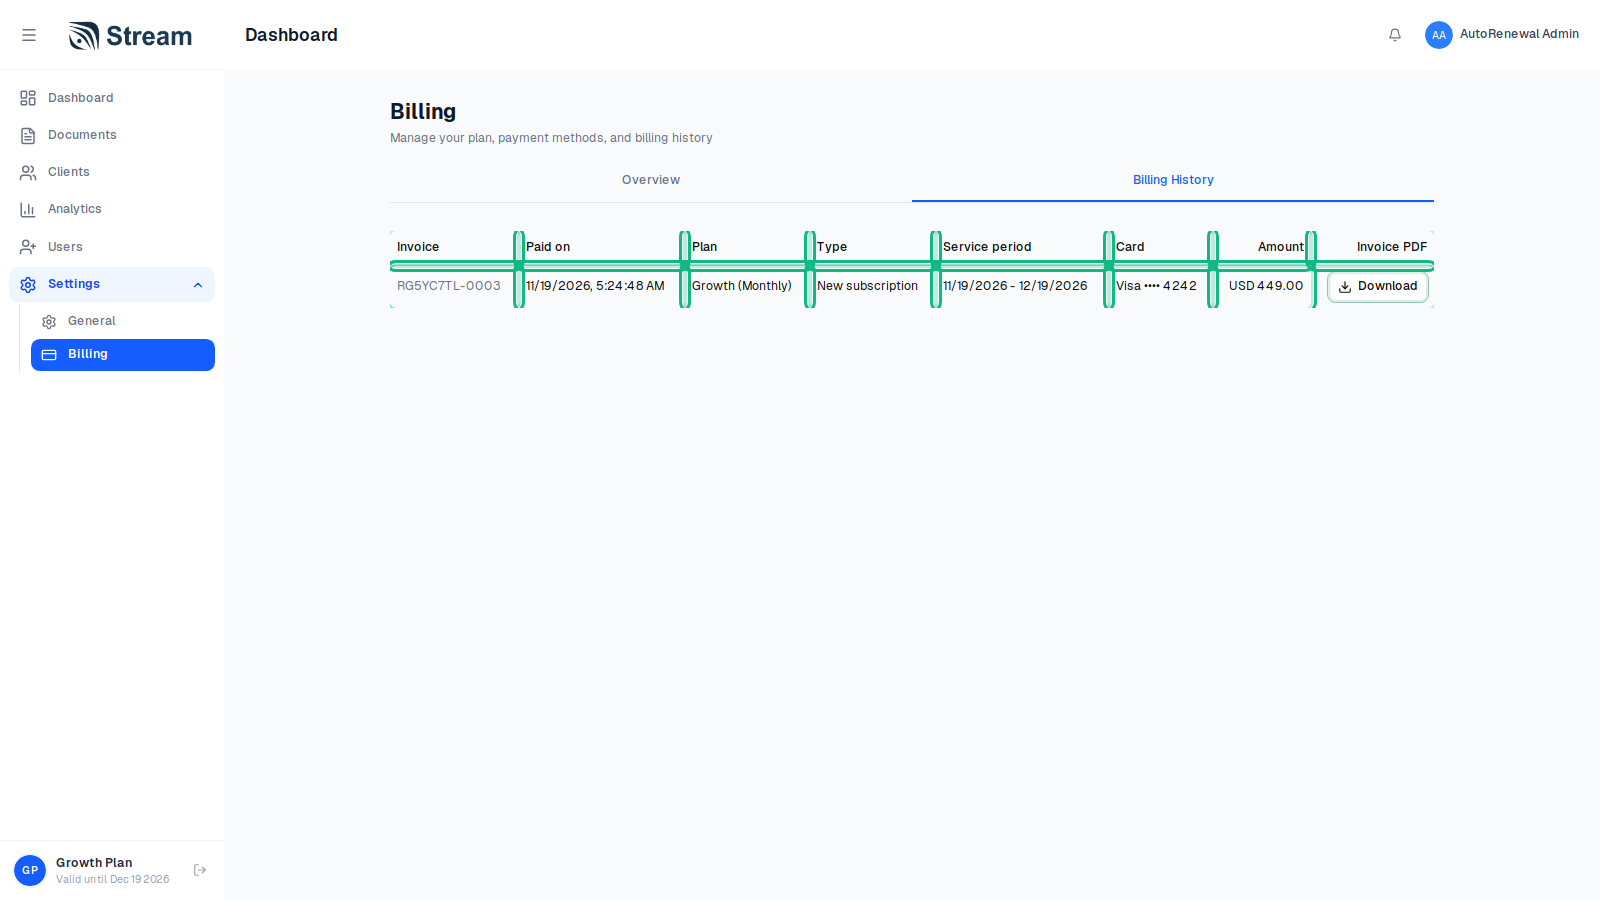 Stream
Dashboard
AA
AutoRenewal Admin
Dashboard
Documents
Clients
Analytics
Users
Settings
General
Billing
Billing
Manage your plan, payment methods, and billing history
Overview
Billing History
Invoice Paid on Plan Type Service period Card Amount Invoice PDF
RG5YC7TL-0003 11/19/2026, 5:24:48 AM Growth (Monthly) New subscription 11/19/2026 - 12/19/2026 Visa •••• 4242 USD 449.00 Download
GP
Growth Plan
Valid until Dec 19 2026